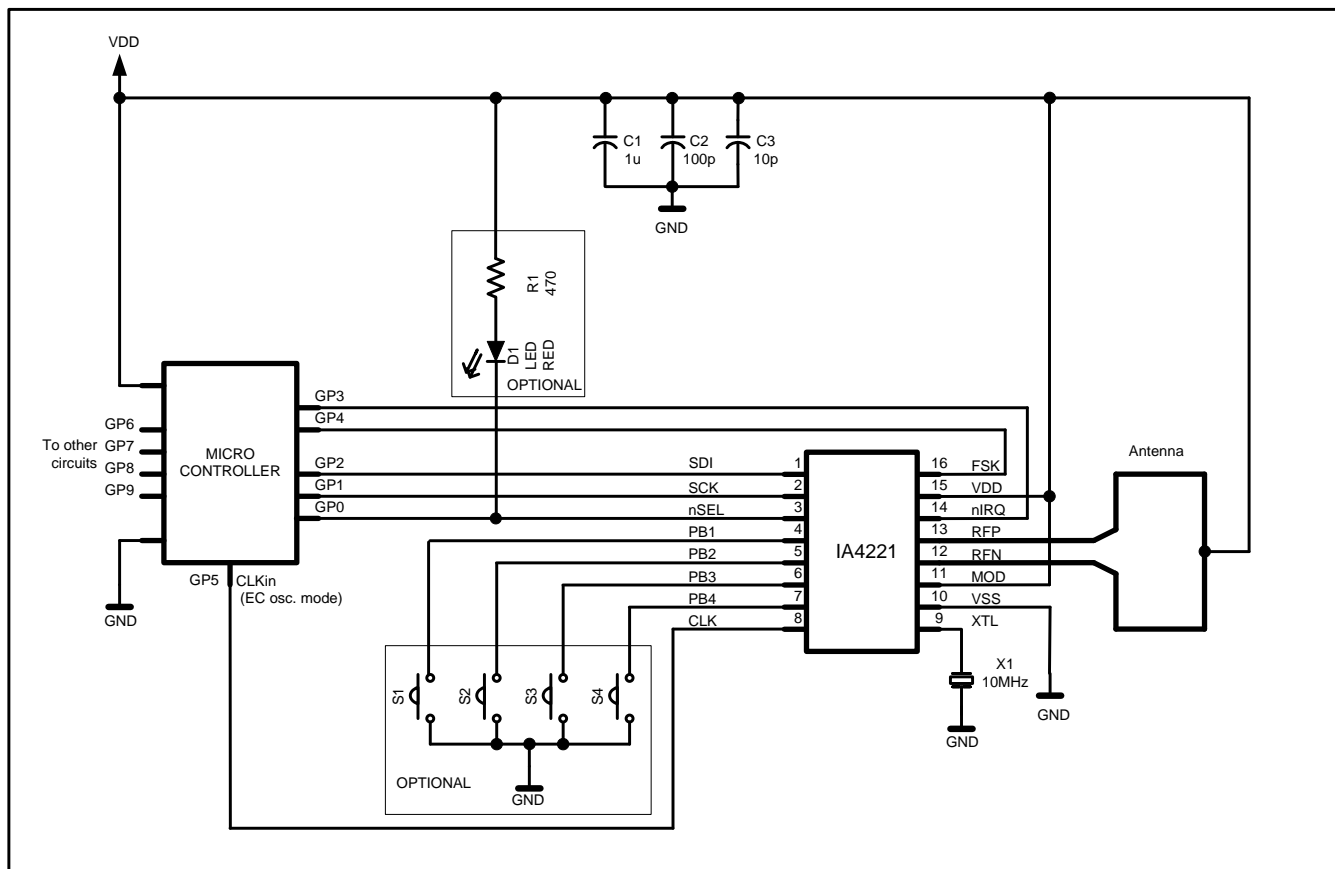 VDD
C1
1u
C2
100p
C3
10p
GND
R1
470
D1
LED
RED
OPTIONAL
MICRO
CONTROLLER
To other
circuits
GP6
GP7
GP8
GP9
GND
GP3
GP4
GP2
GP1
GP0
GP5
CLKin
(EC osc. mode)
SDI
SCK
nSEL
PB1
PB2
PB3
PB4
CLK
1
2
3
4
5
6
7
8
IA4221
16
15
14
13
12
11
10
9
FSK
VDD
nIRQ
RFP
RFN
MOD
VSS
XTL
Antenna
X1
10MHz
GND
GND
S1
S2
S3
S4
OPTIONAL
GND